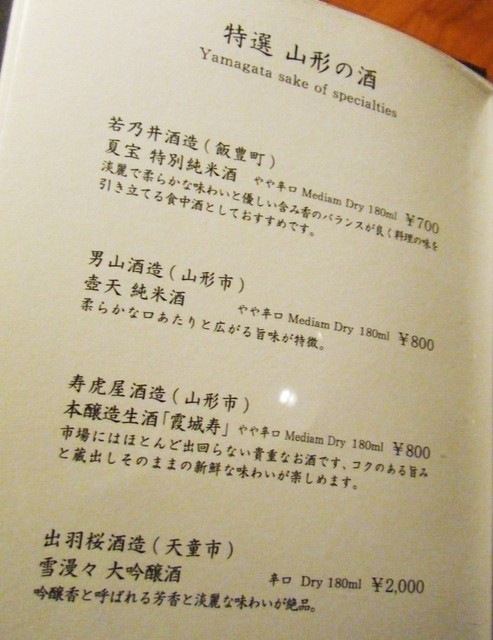 特選 山形の酒
Yamagata sake of specialties
若乃井酒造(飯豊町)
夏宝 特別純米酒 やや辛口 Mediam Dry 180ml ¥700
淡麗で柔らかな味わいと優しい含み香のバランスが良く料理の味を
引き立てる食中酒としておすすめです。
男山酒造(山形市)
壺天 純米酒 やや辛口 Mediam Dry 180ml ¥800
柔らかな口あたりと広がる旨味が特徴。
寿虎屋酒造(山形市)
本醸造生酒「霞城寿」 やや辛口 Mediam Dry 180ml ¥800
市場にはほとんど出回らない貴重なお酒です、コクのある旨み
と蔵出しそのままの新鮮な味わいが楽しめます。
出羽桜酒造(天童市)
雪漫々 大吟醸酒 辛口 Dry 180ml ¥2,000
吟醸香と呼ばれる芳香と淡麗な味わいが絶品。